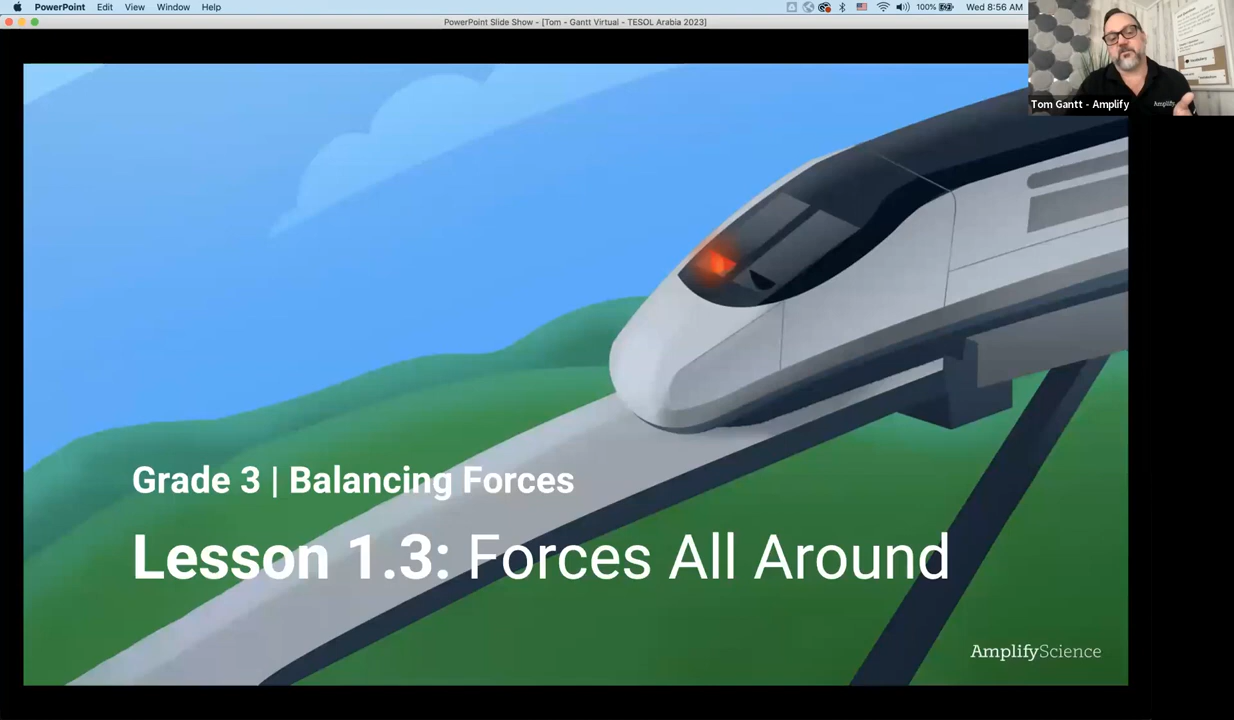 PowerPoint Edit View Window Help
100% Wed 8:56 AM
PowerPoint Slide Show - [Tom - Gantt Virtual - TESOL Arabia 2023]
Tom Gantt - Amplify
Amplify.
Grade 3 | Balancing Forces
Lesson 1.3: Forces All Around
AmplifyScience